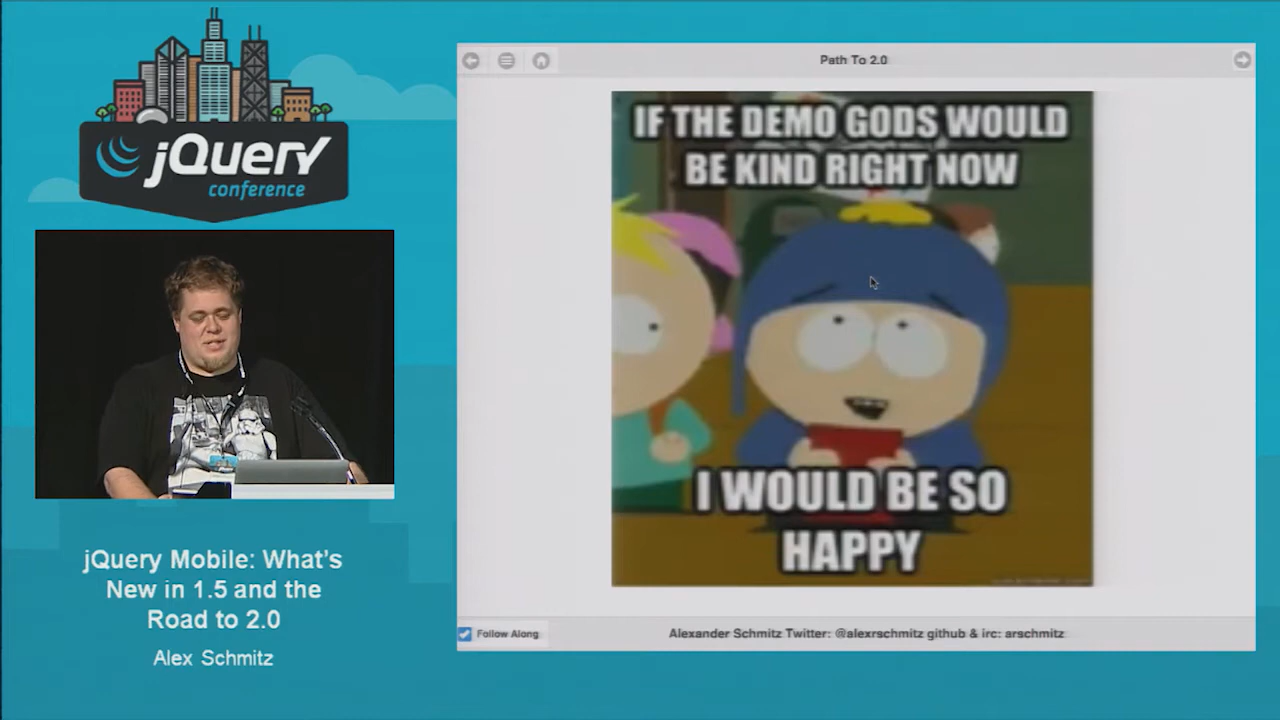 jQuery
conference
jQuery Mobile: What's
New in 1.5 and the
Road to 2.0
Alex Schmitz
Path To 2.0
IF THE DEMO GODS WOULD
BE KIND RIGHT NOW
I WOULD BE SO
HAPPY
Follow Along
Alexander Schmitz Twitter: @alexrschmitz github & irc: arschmitz